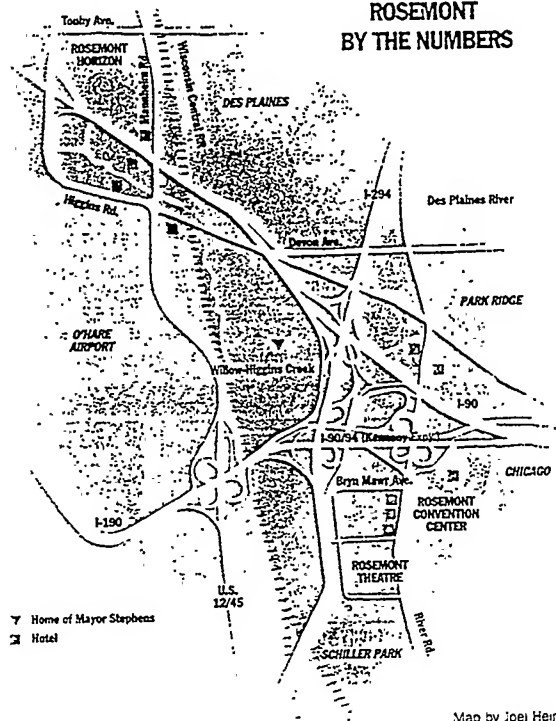 ROSEMONT
BY THE NUMBERS
Touhy Ave.
ROSEMONT
HORIZON
Mannheim Rd.
Wisconsin Central RR
DES PLAINES
I-294
Des Plaines River
Higgins Rd.
Devon Ave.
PARK RIDGE
O'HARE
AIRPORT
Willow-Higgins Creek
I-90
I-90/94 (Kennedy Expy.)
CHICAGO
Bryn Mawr Ave.
ROSEMONT
CONVENTION
CENTER
I-190
ROSEMONT
THEATRE
U.S.
12/45
River Rd.
Home of Mayor Stephens
Hotel
SCHILLER PARK
Map by Joel Hein